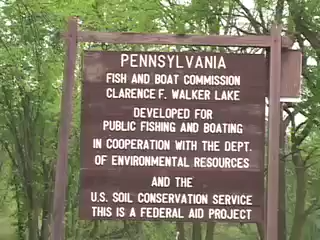 PENNSYLVANIA
FISH AND BOAT COMMISSION
CLARENCE F. WALKER LAKE
DEVELOPED FOR
PUBLIC FISHING AND BOATING
IN COOPERATION WITH THE DEPT.
OF ENVIRONMENTAL RESOURCES
AND THE
U.S. SOIL CONSERVATION SERVICE
THIS IS A FEDERAL AID PROJECT